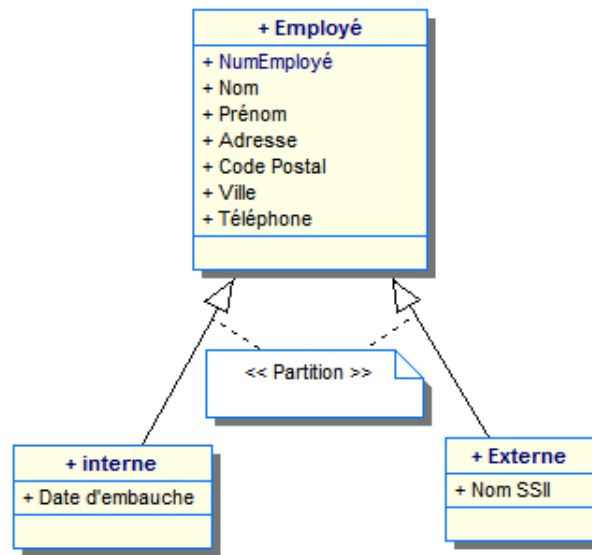 + Employé
+ NumEmployé
+ Nom
+ Prénom
+ Adresse
+ Code Postal
+ Ville
+ Téléphone
<< Partition >>
+ interne
+ Date d'embauche
+ Externe
+ Nom SSII